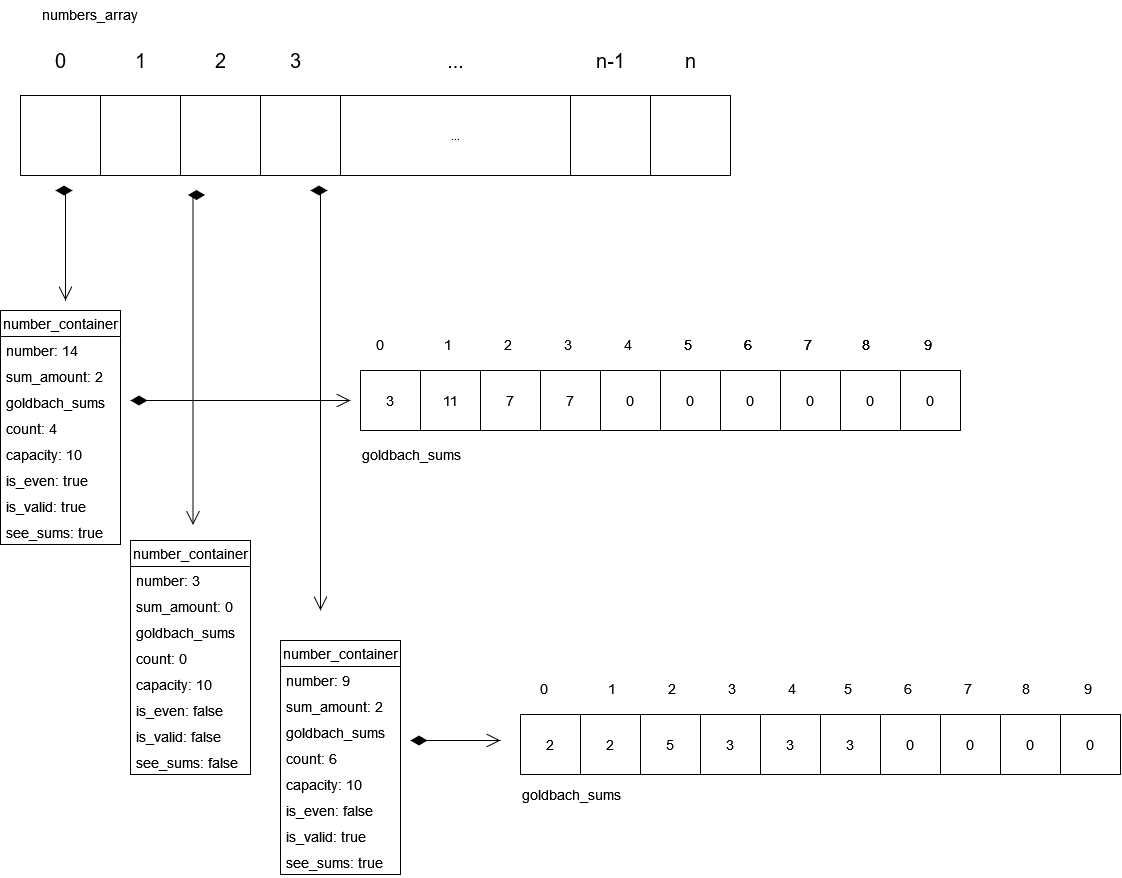 numbers_array
0 1 2 3 ... n-1 n
...
number_container
number: 14
sum_amount: 2
goldbach_sums
count: 4
capacity: 10
is_even: true
is_valid: true
see_sums: true
0 1 2 3 4 5 6 7 8 9
3 11 7 7 0 0 0 0 0 0
goldbach_sums
number_container
number: 3
sum_amount: 0
goldbach_sums
count: 0
capacity: 10
is_even: false
is_valid: false
see_sums: false
number_container
number: 9
sum_amount: 2
goldbach_sums
count: 6
capacity: 10
is_even: false
is_valid: true
see_sums: true
0 1 2 3 4 5 6 7 8 9
2 2 5 3 3 3 0 0 0 0
goldbach_sums